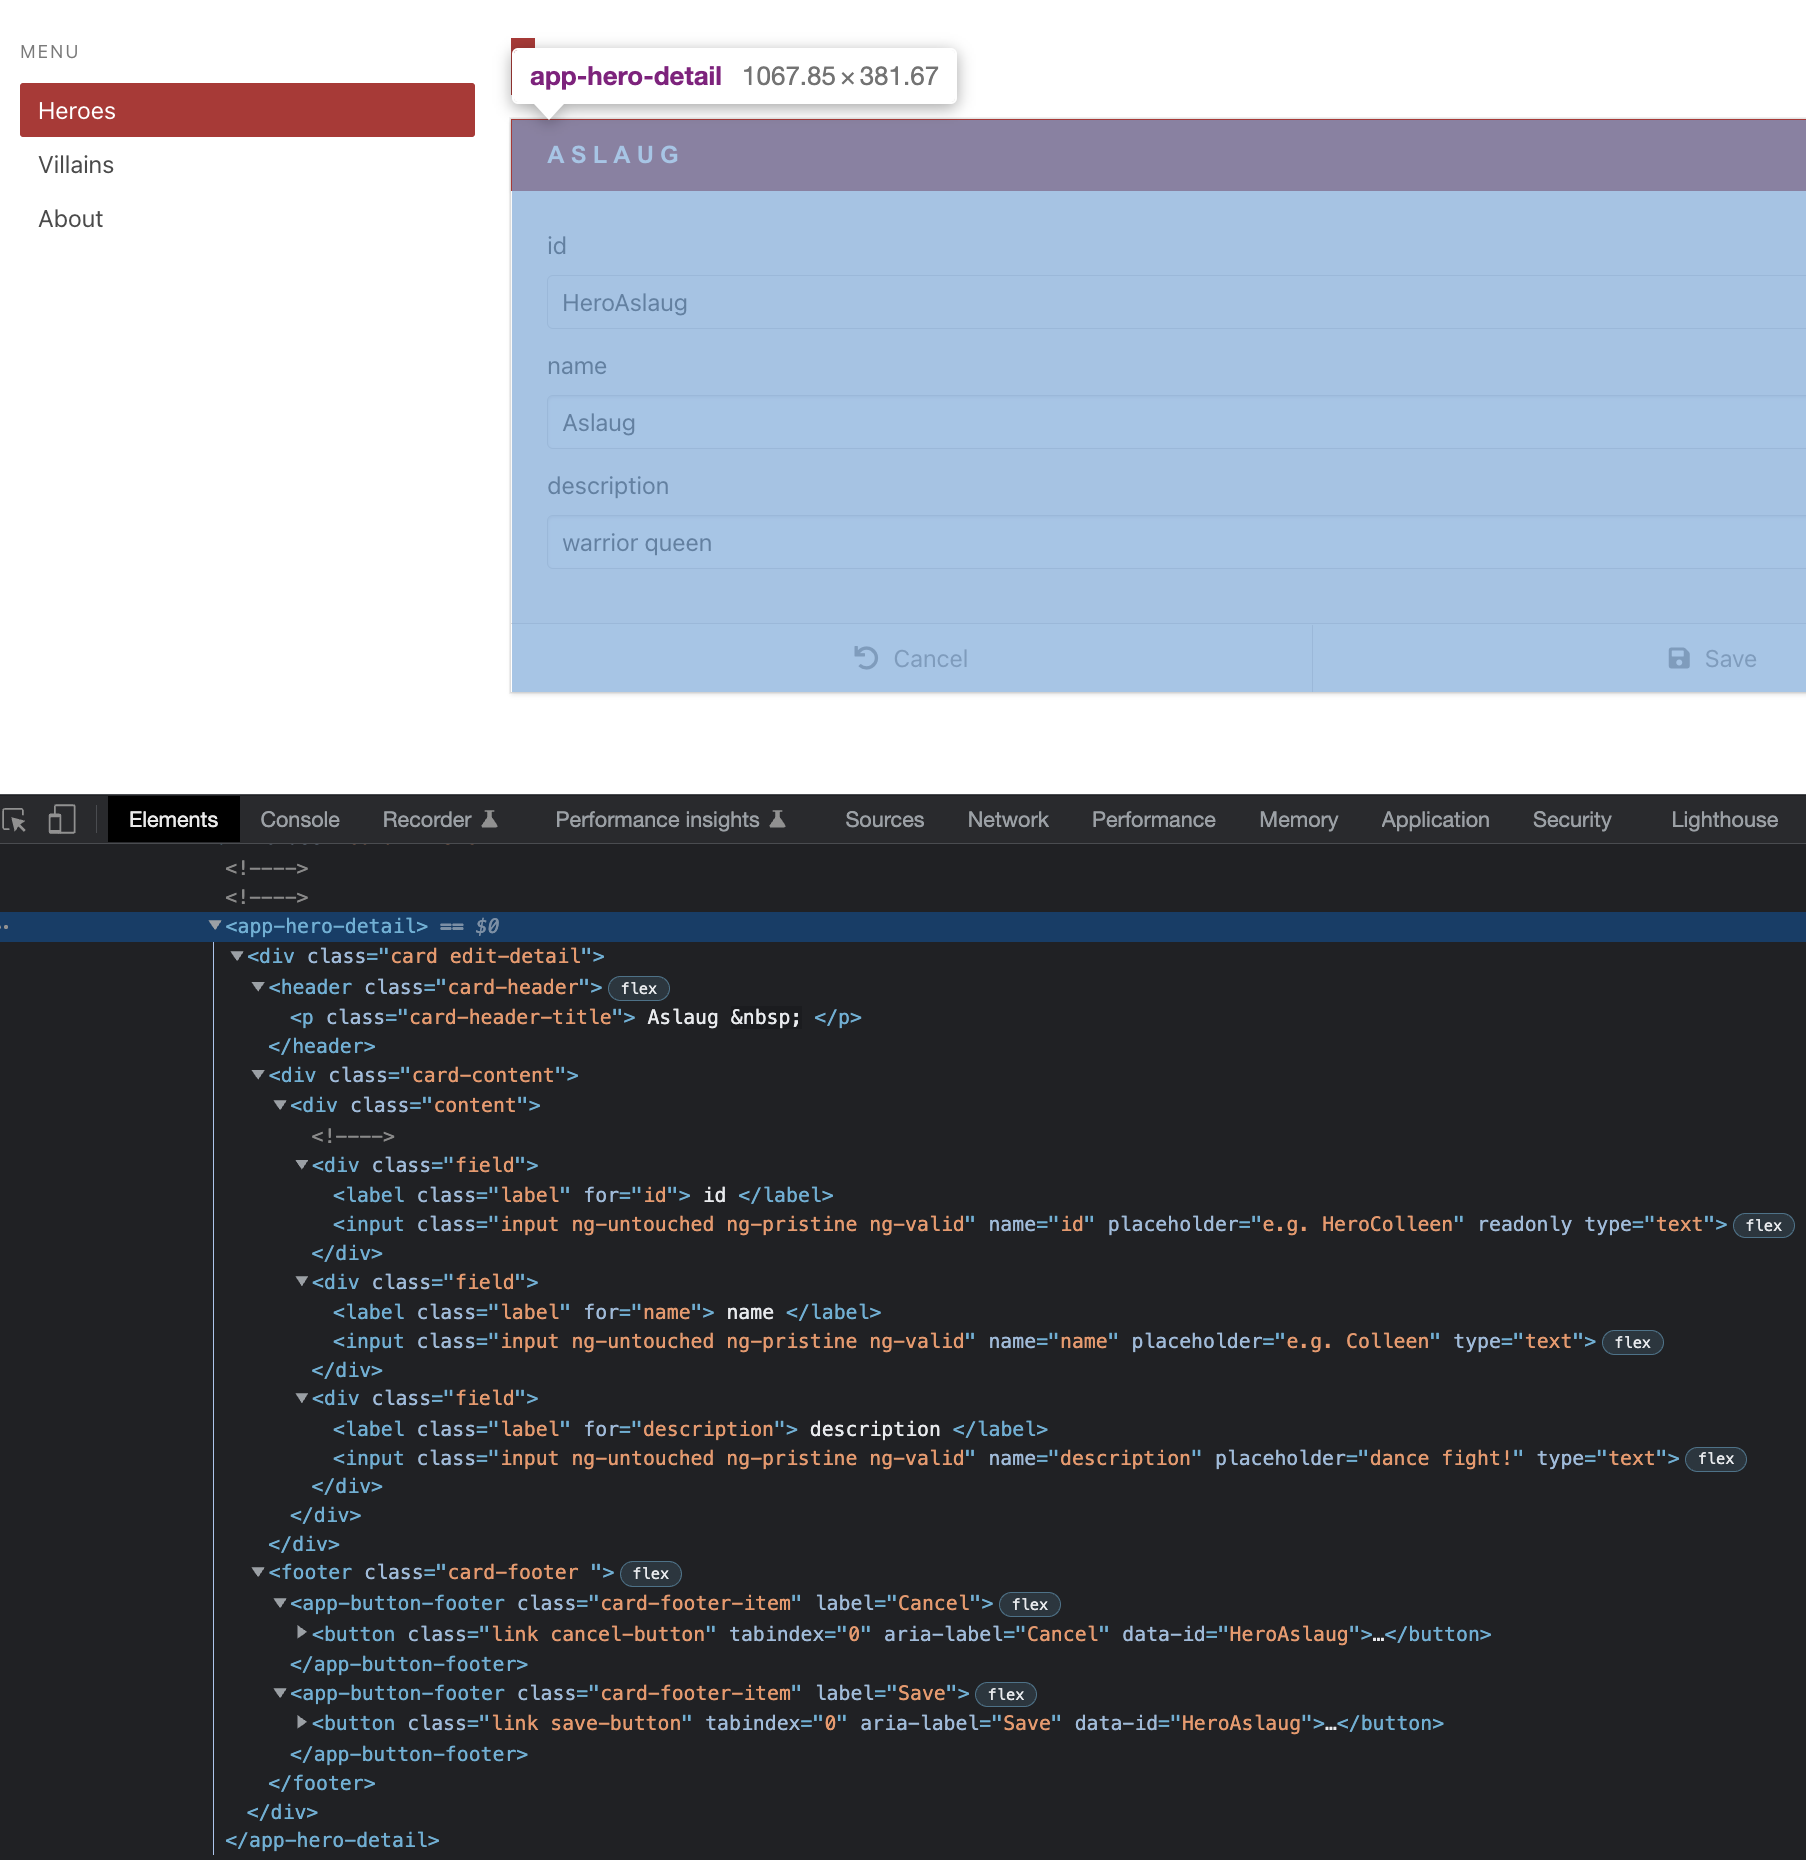 MENU
Heroes
Villains
About
app-hero-detail 1067.85×381.67
ASLAUG
id
HeroAslaug
name
Aslaug
description
warrior queen
Cancel
Save
Elements Console Recorder Performance insights Sources Network Performance Memory Application Security Lighthouse
<!---->
<!---->
<app-hero-detail> == $0
<div class="card edit-detail">
<header class="card-header"> flex
<p class="card-header-title"> Aslaug &nbsp; </p>
</header>
<div class="card-content">
<div class="content">
<!---->
<div class="field">
<label class="label" for="id"> id </label>
<input class="input ng-untouched ng-pristine ng-valid" name="id" placeholder="e.g. HeroColleen" readonly type="text"> flex
</div>
<div class="field">
<label class="label" for="name"> name </label>
<input class="input ng-untouched ng-pristine ng-valid" name="name" placeholder="e.g. Colleen" type="text"> flex
</div>
<div class="field">
<label class="label" for="description"> description </label>
<input class="input ng-untouched ng-pristine ng-valid" name="description" placeholder="dance fight!" type="text"> flex
</div>
</div>
</div>
<footer class="card-footer "> flex
<app-button-footer class="card-footer-item" label="Cancel"> flex
<button class="link cancel-button" tabindex="0" aria-label="Cancel" data-id="HeroAslaug">…</button>
</app-button-footer>
<app-button-footer class="card-footer-item" label="Save"> flex
<button class="link save-button" tabindex="0" aria-label="Save" data-id="HeroAslaug">…</button>
</app-button-footer>
</footer>
</div>
</app-hero-detail>